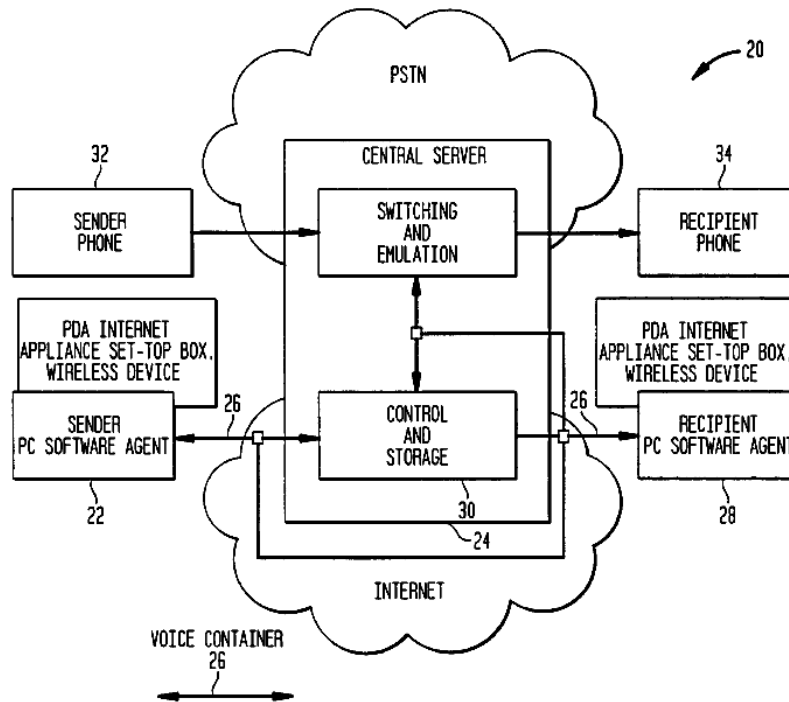 PSTN
20
CENTRAL SERVER
32
SENDER
PHONE
SWITCHING
AND
EMULATION
34
RECIPIENT
PHONE
PDA INTERNET
APPLIANCE SET-TOP BOX,
WIRELESS DEVICE
PDA INTERNET
APPLIANCE SET-TOP BOX,
WIRELESS DEVICE
SENDER
PC SOFTWARE AGENT
22
26
CONTROL
AND
STORAGE
30
24
26
RECIPIENT
PC SOFTWARE AGENT
28
INTERNET
VOICE CONTAINER
26